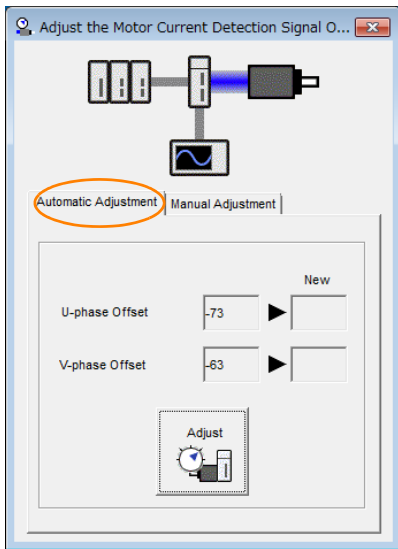 Adjust the Motor Current Detection Signal O...
Automatic Adjustment
Manual Adjustment
New
U-phase Offset
-73
V-phase Offset
-63
Adjust